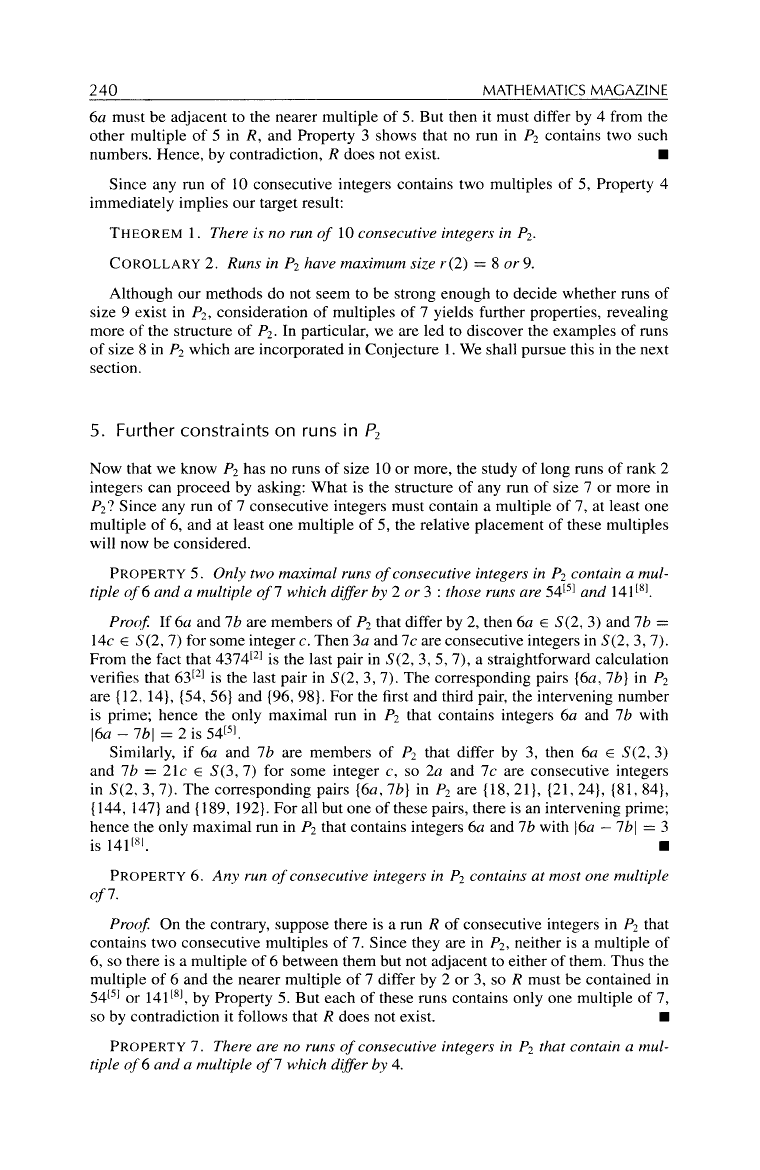 240 MATHEMATICS MAGAZINE
6a must be adjacent to the nearer multiple of 5. But then it must differ by 4 from the
other multiple of 5 in R, and Property 3 shows that no run in P₂ contains two such
numbers. Hence, by contradiction, R does not exist. ■
Since any run of 10 consecutive integers contains two multiples of 5, Property 4
immediately implies our target result:
THEOREM 1. There is no run of 10 consecutive integers in P₂.
COROLLARY 2. Runs in P₂ have maximum size r(2) = 8 or 9.
Although our methods do not seem to be strong enough to decide whether runs of
size 9 exist in P₂, consideration of multiples of 7 yields further properties, revealing
more of the structure of P₂. In particular, we are led to discover the examples of runs
of size 8 in P₂ which are incorporated in Conjecture 1. We shall pursue this in the next
section.
5. Further constraints on runs in P₂
Now that we know P₂ has no runs of size 10 or more, the study of long runs of rank 2
integers can proceed by asking: What is the structure of any run of size 7 or more in
P₂? Since any run of 7 consecutive integers must contain a multiple of 7, at least one
multiple of 6, and at least one multiple of 5, the relative placement of these multiples
will now be considered.
PROPERTY 5. Only two maximal runs of consecutive integers in P₂ contain a mul-
tiple of 6 and a multiple of 7 which differ by 2 or 3 : those runs are 54[5] and 141[8].
Proof. If 6a and 7b are members of P₂ that differ by 2, then 6a ∈ S(2, 3) and 7b =
14c ∈ S(2, 7) for some integer c. Then 3a and 7c are consecutive integers in S(2, 3, 7).
From the fact that 4374[2] is the last pair in S(2, 3, 5, 7), a straightforward calculation
verifies that 63[2] is the last pair in S(2, 3, 7). The corresponding pairs {6a, 7b} in P₂
are {12, 14}, {54, 56} and {96, 98}. For the first and third pair, the intervening number
is prime; hence the only maximal run in P₂ that contains integers 6a and 7b with
|6a − 7b| = 2 is 54[5].
Similarly, if 6a and 7b are members of P₂ that differ by 3, then 6a ∈ S(2, 3)
and 7b = 21c ∈ S(3, 7) for some integer c, so 2a and 7c are consecutive integers
in S(2, 3, 7). The corresponding pairs {6a, 7b} in P₂ are {18, 21}, {21, 24}, {81, 84},
{144, 147} and {189, 192}. For all but one of these pairs, there is an intervening prime;
hence the only maximal run in P₂ that contains integers 6a and 7b with |6a − 7b| = 3
is 141[8]. ■
PROPERTY 6. Any run of consecutive integers in P₂ contains at most one multiple
of 7.
Proof. On the contrary, suppose there is a run R of consecutive integers in P₂ that
contains two consecutive multiples of 7. Since they are in P₂, neither is a multiple of
6, so there is a multiple of 6 between them but not adjacent to either of them. Thus the
multiple of 6 and the nearer multiple of 7 differ by 2 or 3, so R must be contained in
54[5] or 141[8], by Property 5. But each of these runs contains only one multiple of 7,
so by contradiction it follows that R does not exist. ■
PROPERTY 7. There are no runs of consecutive integers in P₂ that contain a mul-
tiple of 6 and a multiple of 7 which differ by 4.